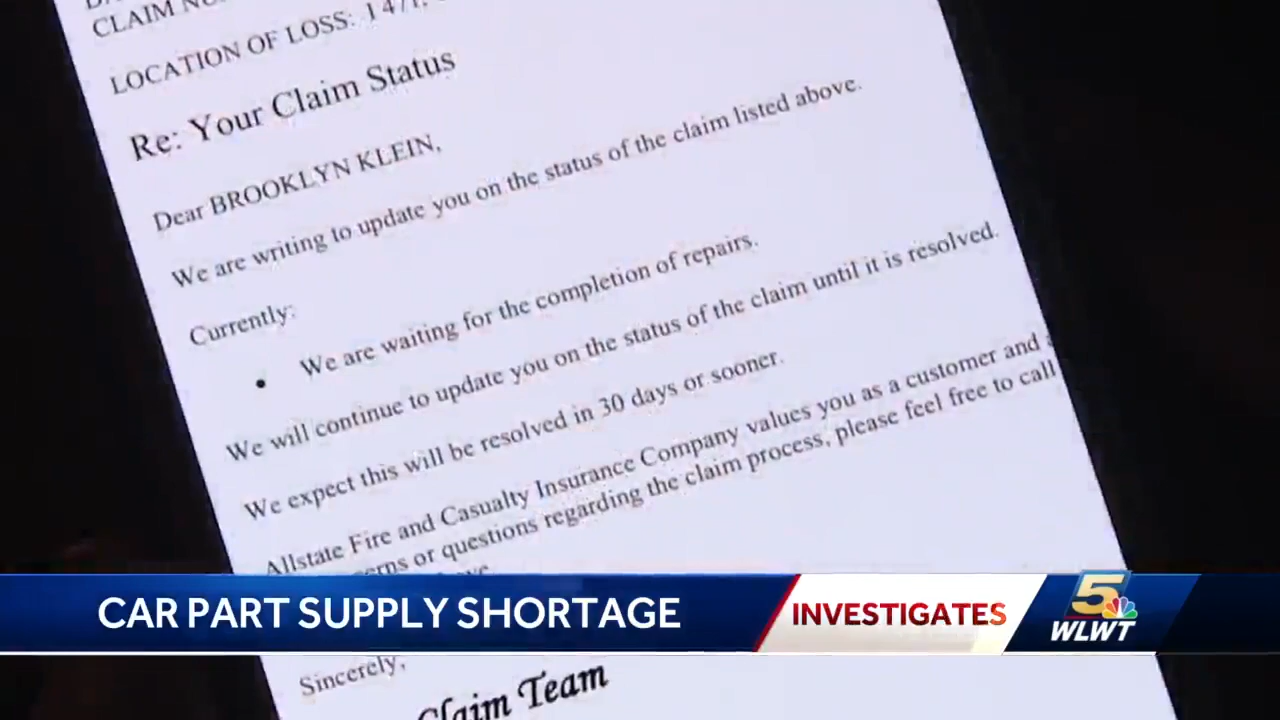 CLAIM
LOCATION OF LOSS: I 471,
Re: Your Claim Status
Dear BROOKLYN KLEIN,
We are writing to update you on the status of the claim listed above.
Currently:
• We are waiting for the completion of repairs.
We will continue to update you on the status of the claim until it is resolved.
We expect this will be resolved in 30 days or sooner.
Allstate Fire and Casualty Insurance Company values you as a customer and
or questions regarding the claim process, please feel free to call
Sincerely,
Claim Team
CAR PART SUPPLY SHORTAGE
INVESTIGATES
5
WLWT